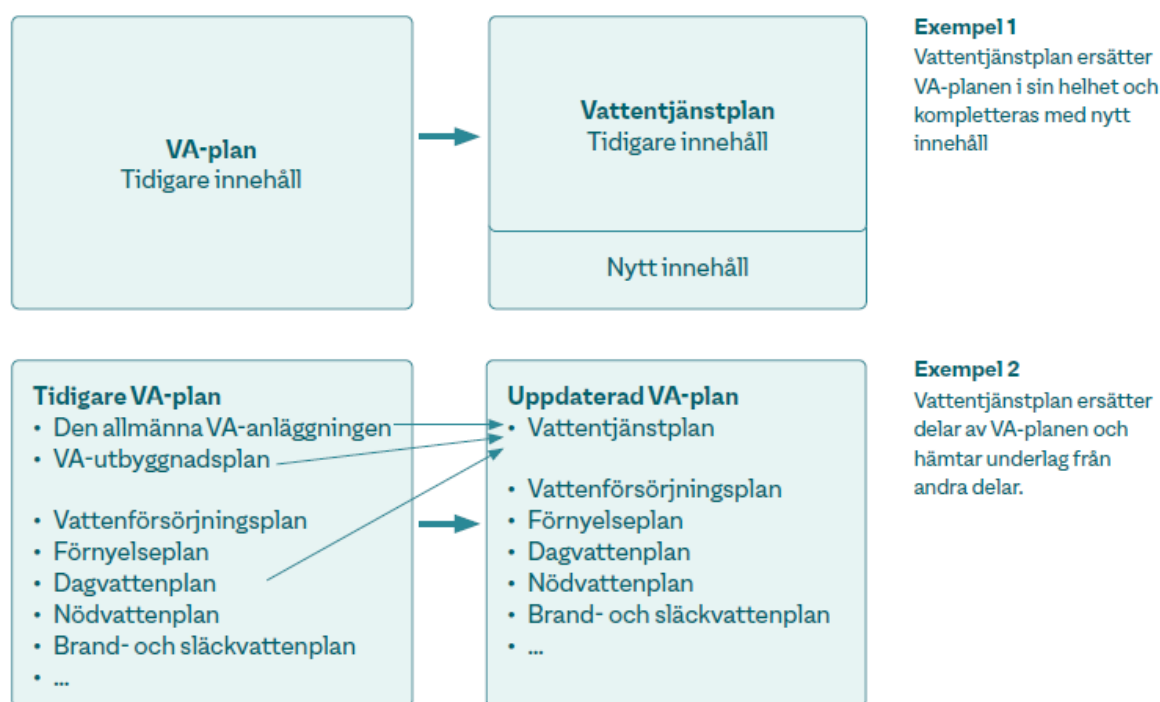 VA-plan
Tidigare innehåll
Vattentjänstplan
Tidigare innehåll
Nytt innehåll
Exempel 1
Vattentjänstplan ersätter
VA-planen i sin helhet och
kompletteras med nytt
innehåll
Tidigare VA-plan
• Den allmänna VA-anläggningen
• VA-utbyggnadsplan
• Vattenförsörjningsplan
• Förnyelseplan
• Dagvattenplan
• Nödvattenplan
• Brand- och släckvattenplan
• ...
Uppdaterad VA-plan
• Vattentjänstplan
• Vattenförsörjningsplan
• Förnyelseplan
• Dagvattenplan
• Nödvattenplan
• Brand- och släckvattenplan
• ...
Exempel 2
Vattentjänstplan ersätter
delar av VA-planen och
hämtar underlag från
andra delar.